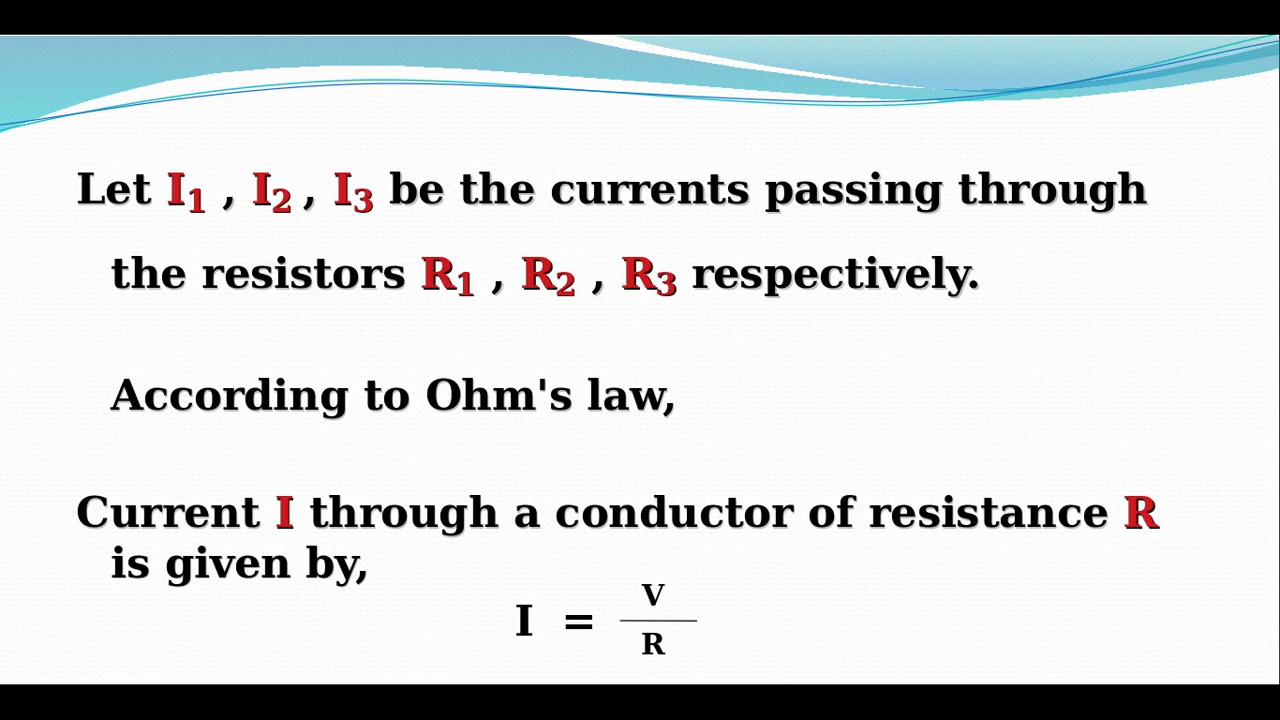 Let I₁ , I₂ , I₃ be the currents passing through
the resistors R₁ , R₂ , R₃ respectively.
According to Ohm's law,
Current I through a conductor of resistance R
is given by,
I = V
R